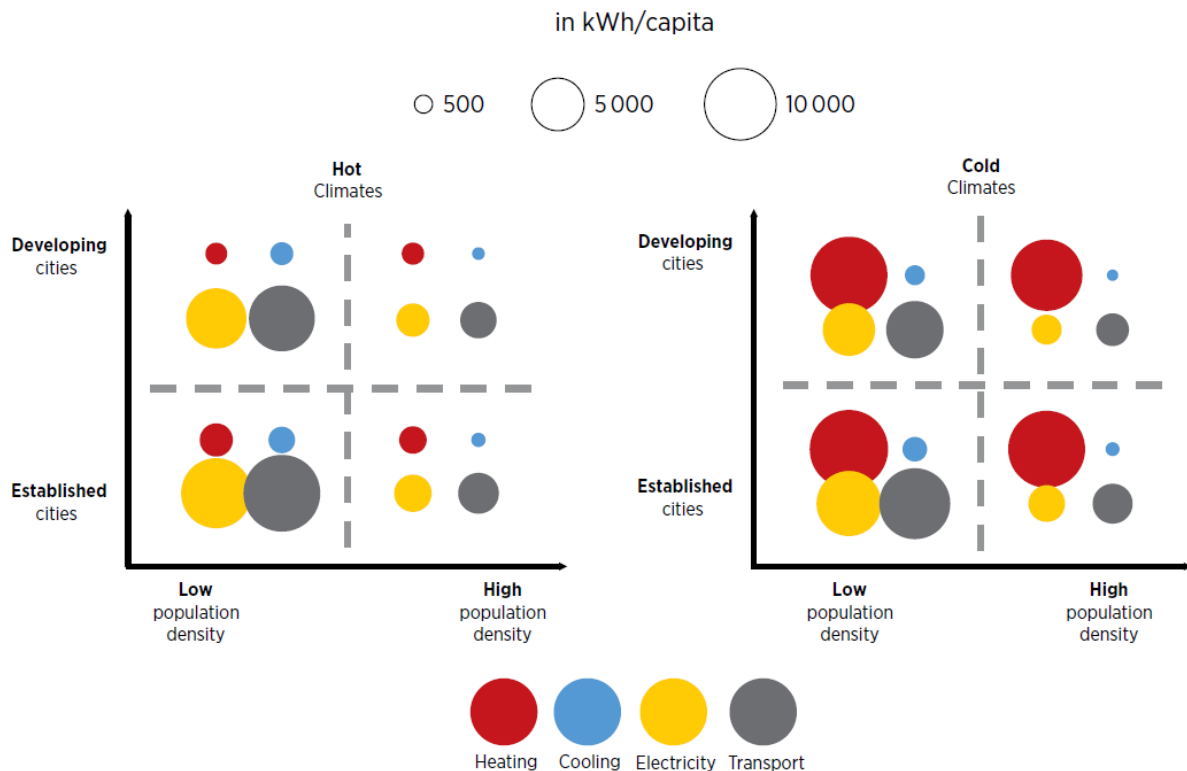 in kWh/capita
500
5 000
10 000
Hot
Climates
Developing
cities
Established
cities
Low
population
density
High
population
density
Cold
Climates
Developing
cities
Established
cities
Low
population
density
High
population
density
Heating
Cooling
Electricity
Transport